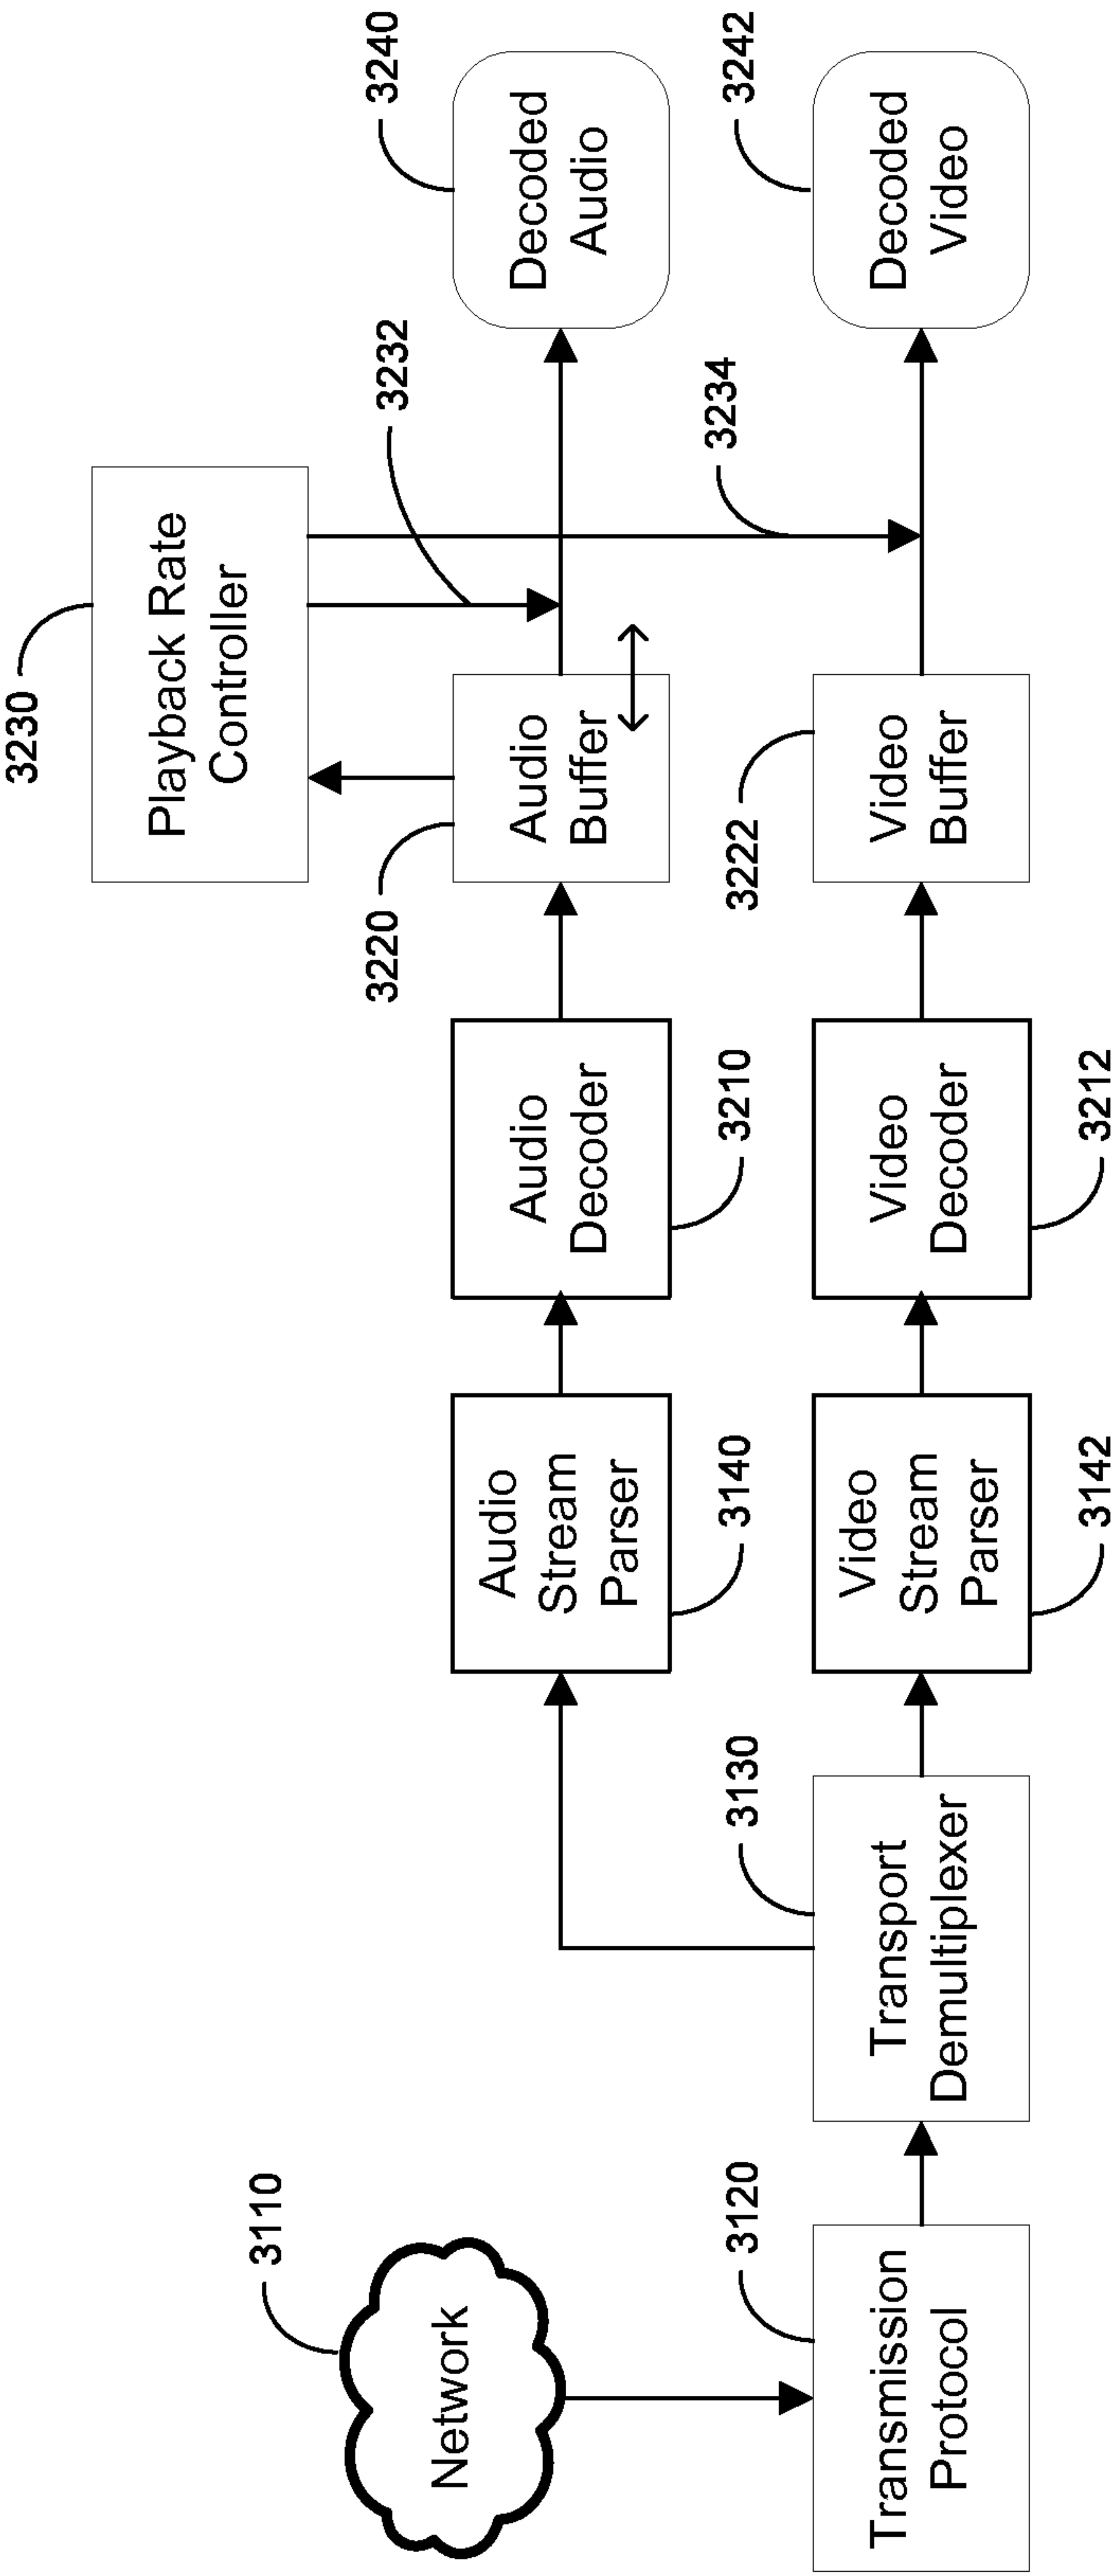 3110
Network
3120
Transmission
Protocol
3130
Transport
Demultiplexer
3140
Audio
Stream
Parser
3142
Video
Stream
Parser
3210
Audio
Decoder
3212
Video
Decoder
3220
Audio
Buffer
3222
Video
Buffer
3230
Playback Rate
Controller
3232
3234
3240
Decoded
Audio
3242
Decoded
Video